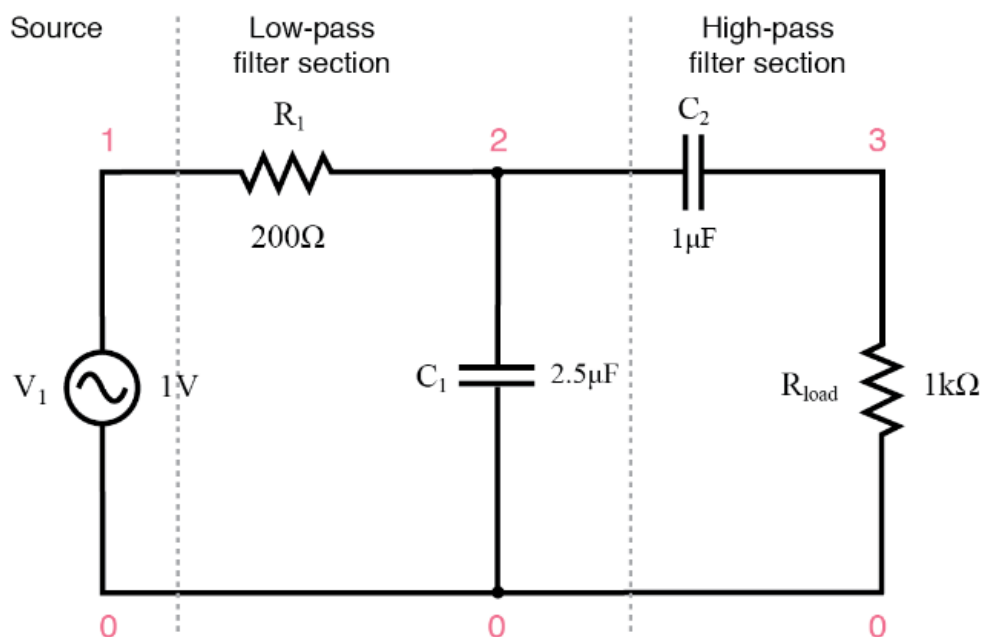 Source
Low-pass
filter section
High-pass
filter section
R₁
C₂
1
2
3
200Ω
1µF
V₁
1V
C₁
2.5µF
Rload
1kΩ
0
0
0